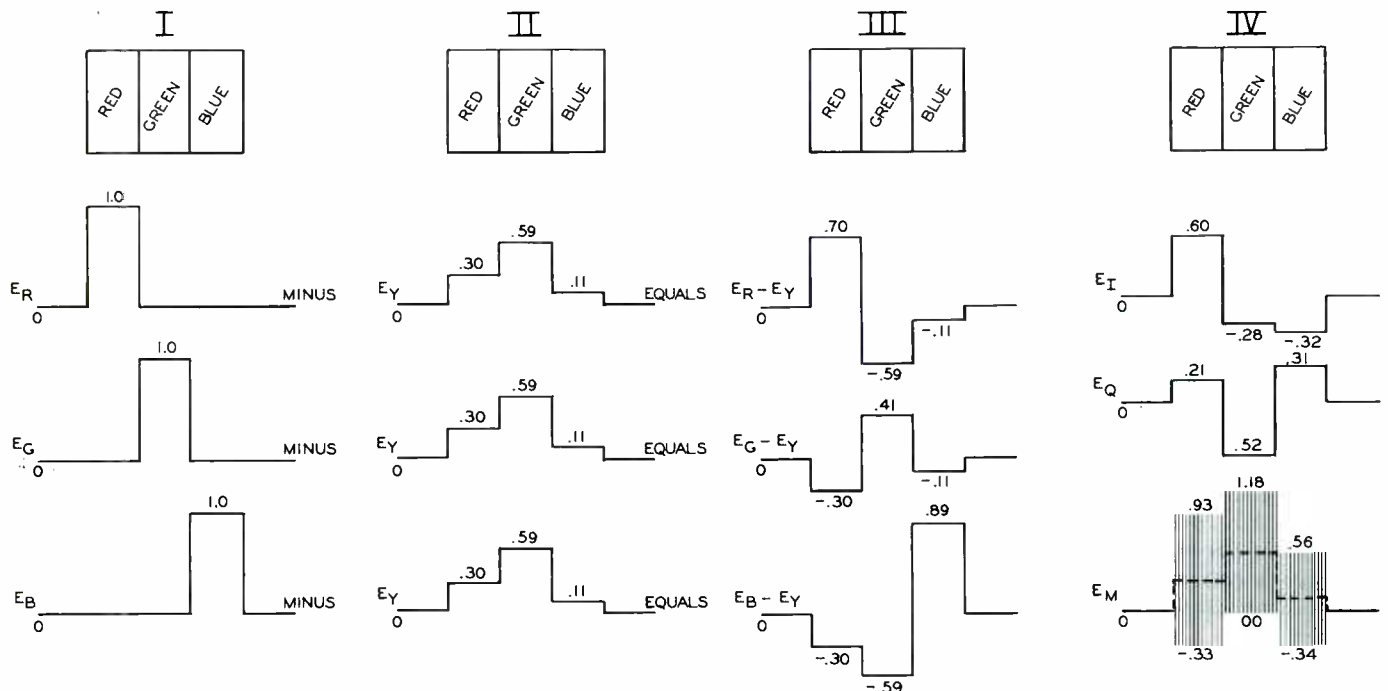 I
II
III
IV
RED GREEN BLUE
RED GREEN BLUE
RED GREEN BLUE
RED GREEN BLUE
1.0
E_R
0
MINUS
.30
.59
.11
E_Y
0
EQUALS
.70
E_R - E_Y
0
-.59
-.11
.60
E_I
0
-.28
-.32
1.0
E_G
0
MINUS
.30
.59
.11
E_Y
0
EQUALS
.41
E_G - E_Y
0
-.30
-.11
.21
.31
E_Q
0
.52
1.0
E_B
0
MINUS
.30
.59
.11
E_Y
0
EQUALS
.89
E_B - E_Y
0
-.30
-.59
.93
1.18
.56
E_M
0
00
-.33
-.34